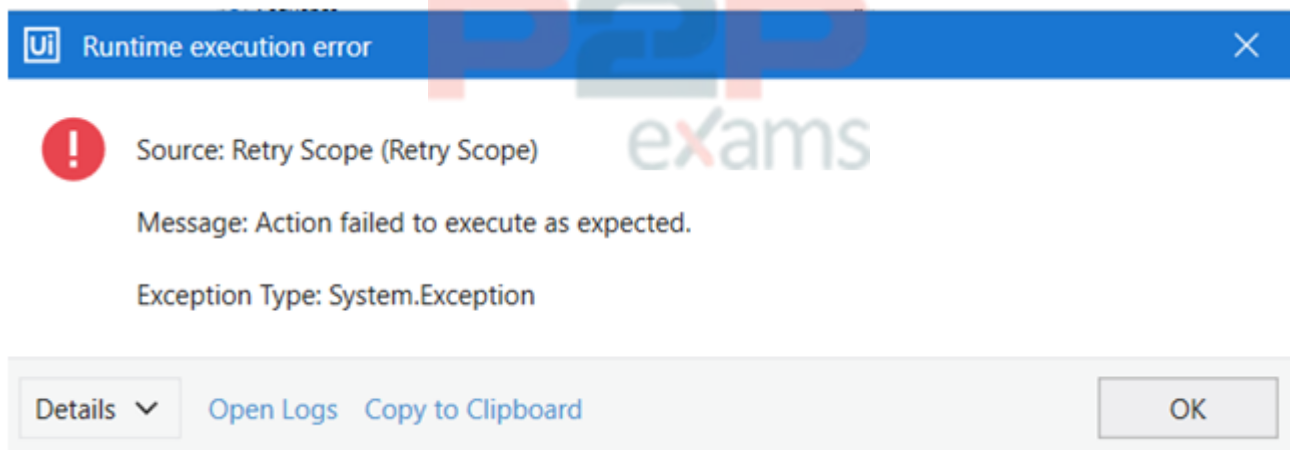 P2P
exams
Ui Runtime execution error
Source: Retry Scope (Retry Scope)
Message: Action failed to execute as expected.
Exception Type: System.Exception
Details Open Logs Copy to Clipboard OK